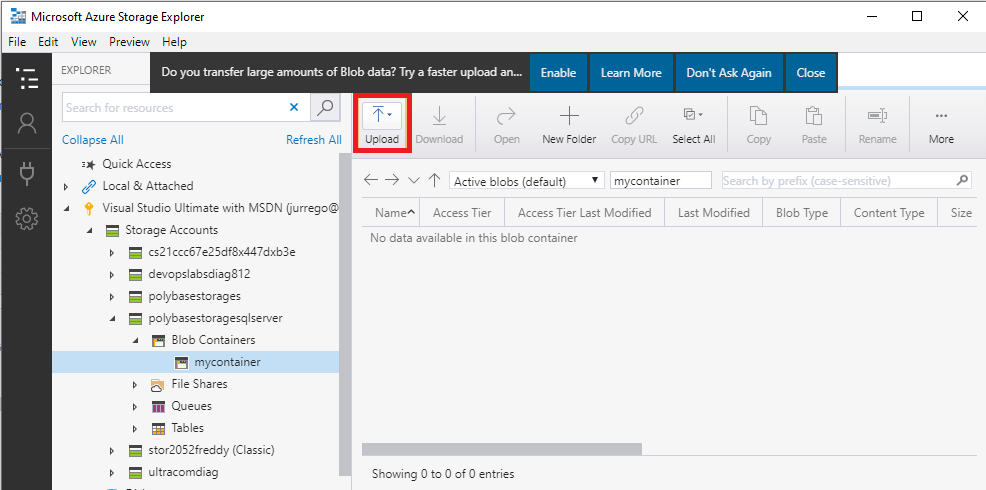 Microsoft Azure Storage Explorer
File Edit View Preview Help
EXPLORER
Do you transfer large amounts of Blob data? Try a faster upload an... Enable Learn More Don't Ask Again Close
Search for resources
Collapse All Refresh All
Quick Access
Local & Attached
Visual Studio Ultimate with MSDN (jurrego@
Storage Accounts
cs21ccc67e25df8x447dxb3e
devopslabsdiag812
polybasestorages
polybasestoragesqlserver
Blob Containers
mycontainer
File Shares
Queues
Tables
stor2052freddy (Classic)
ultracomdiag
Upload Download Open New Folder Copy URL Select All Copy Paste Rename More
Active blobs (default) mycontainer Search by prefix (case-sensitive)
Name Access Tier Access Tier Last Modified Last Modified Blob Type Content Type Size
No data available in this blob container
Showing 0 to 0 of 0 entries